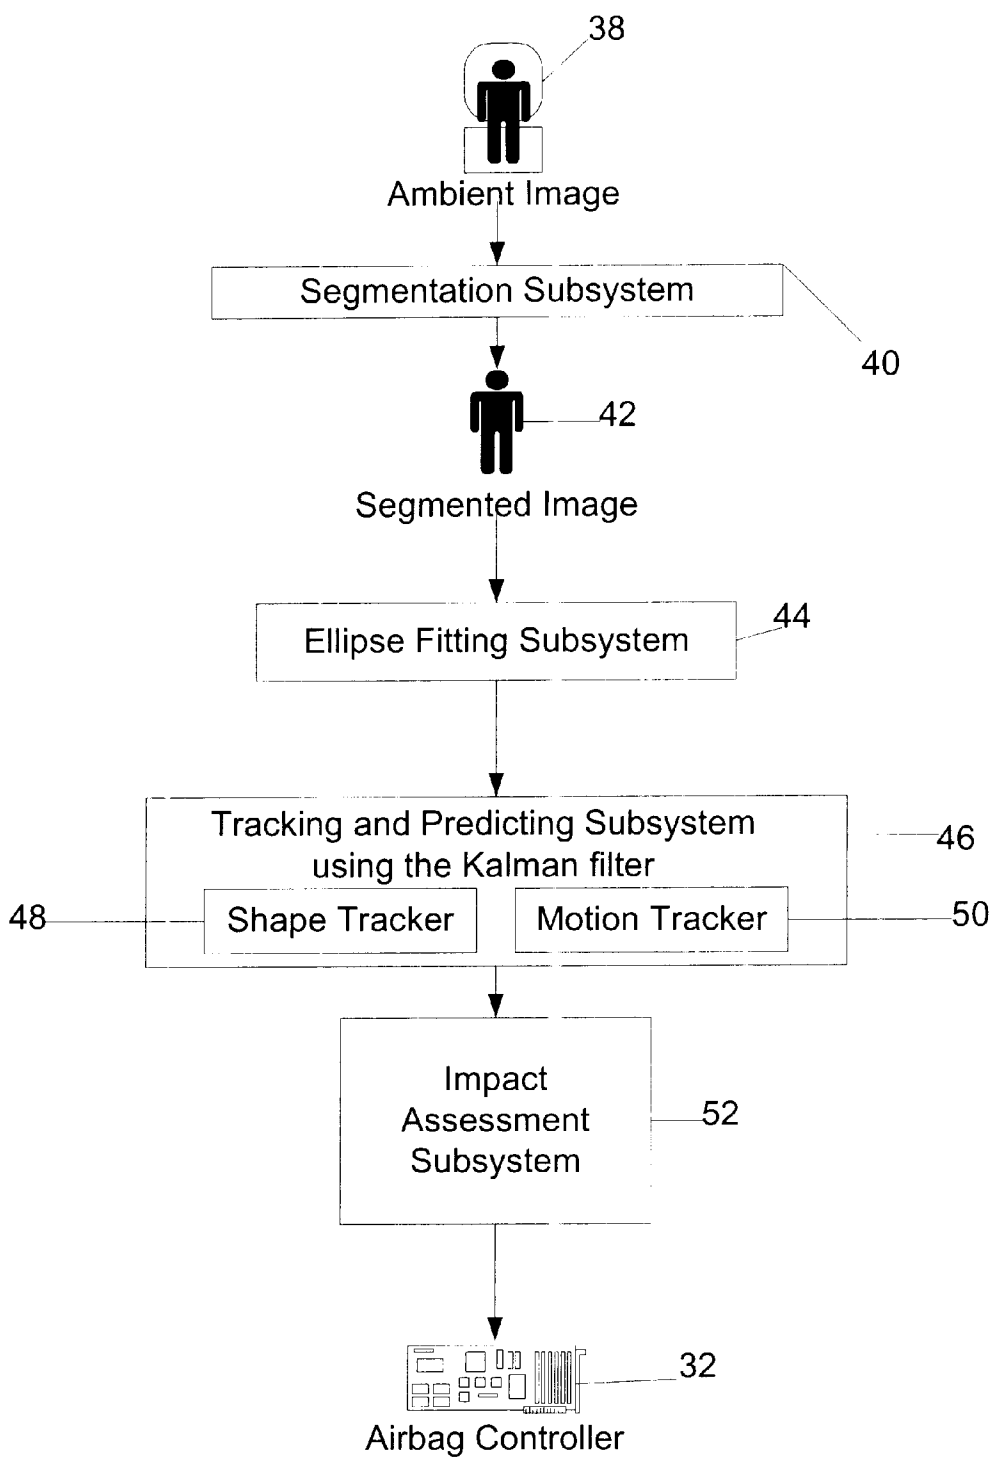 38
Ambient Image
Segmentation Subsystem
40
42
Segmented Image
44
Ellipse Fitting Subsystem
Tracking and Predicting Subsystem
using the Kalman filter
46
48
Shape Tracker
Motion Tracker
50
Impact
Assessment
Subsystem
52
32
Airbag Controller